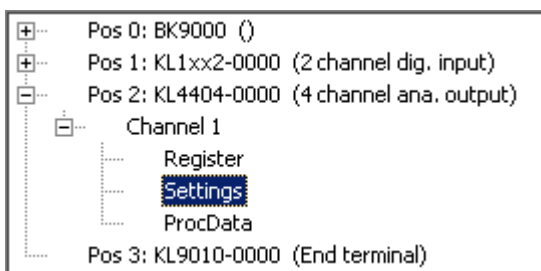 Pos 0: BK9000 ()
Pos 1: KL1xx2-0000 (2 channel dig. input)
Pos 2: KL4404-0000 (4 channel ana. output)
Channel 1
Register
Settings
ProcData
Pos 3: KL9010-0000 (End terminal)